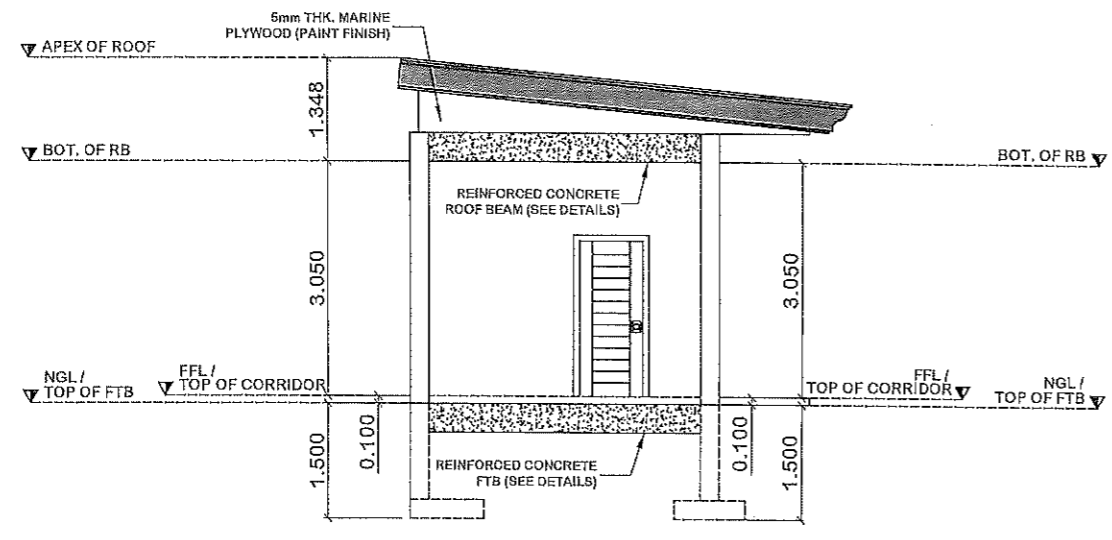 5mm THK. MARINE
PLYWOOD (PAINT FINISH)
APEX OF ROOF
1.348
BOT. OF RB
BOT. OF RB
REINFORCED CONCRETE
ROOF BEAM (SEE DETAILS)
3.050
3.050
NGL /
TOP OF FTB
FFL /
TOP OF CORRIDOR
FFL /
TOP OF CORRIDOR
NGL /
TOP OF FTB
1.500
0.100
REINFORCED CONCRETE
FTB (SEE DETAILS)
0.100
1.500